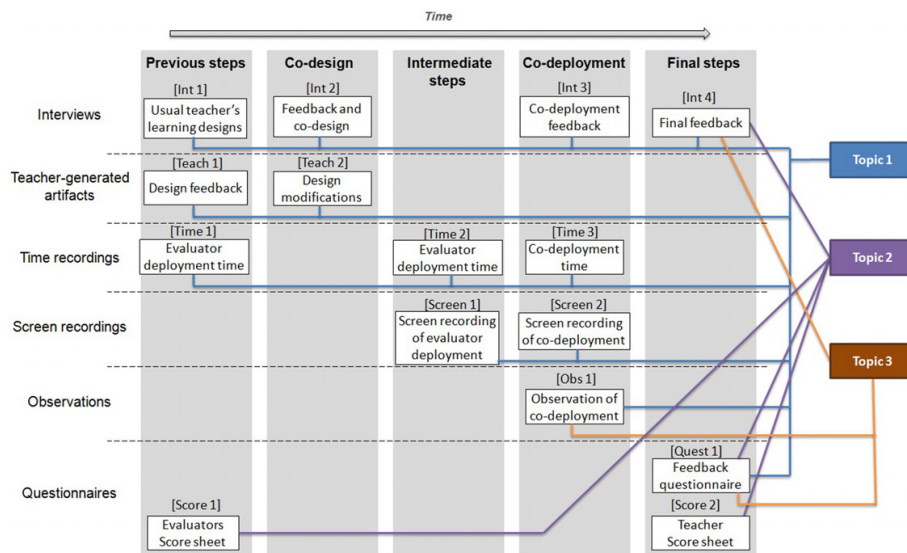 Time
Previous steps
Co-design
Intermediate
steps
Co-deployment
Final steps
Interviews
[Int 1]
Usual teacher's
learning designs
[Int 2]
Feedback and
co-design
[Int 3]
Co-deployment
feedback
[Int 4]
Final feedback
Topic 1
Teacher-generated
artifacts
[Teach 1]
Design feedback
[Teach 2]
Design
modifications
Time recordings
[Time 1]
Evaluator
deployment time
[Time 2]
Evaluator
deployment time
[Time 3]
Co-deployment
time
Topic 2
Screen recordings
[Screen 1]
Screen recording
of evaluator
deployment
[Screen 2]
Screen recording
of co-deployment
Topic 3
Observations
[Obs 1]
Observation of
co-deployment
Questionnaires
[Quest 1]
Feedback
questionnaire
[Score 1]
Evaluators
Score sheet
[Score 2]
Teacher
Score sheet